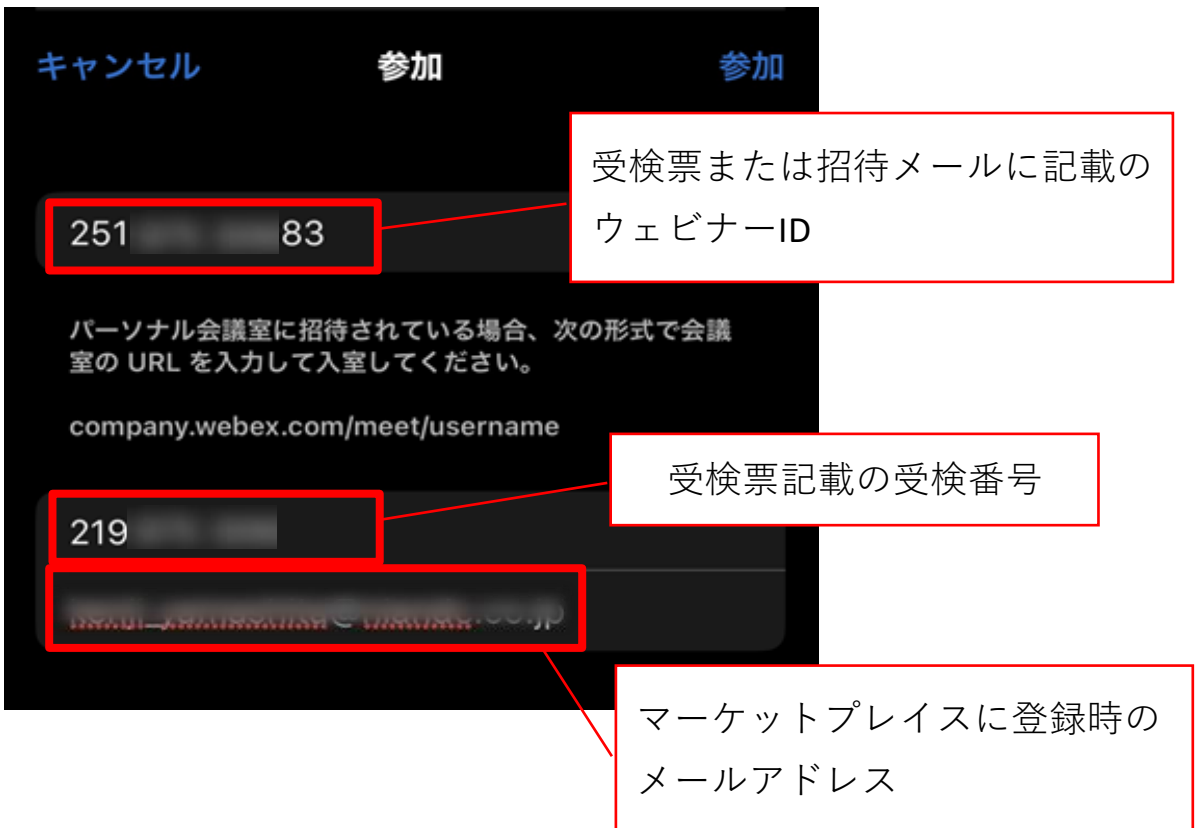 キャンセル 参加 参加
受検票または招待メールに記載の
ウェビナーID
251 83
パーソナル会議室に招待されている場合、次の形式で会議
室の URL を入力して入室してください。
company.webex.com/meet/username
受検票記載の受検番号
219
マーケットプレイスに登録時の
メールアドレス